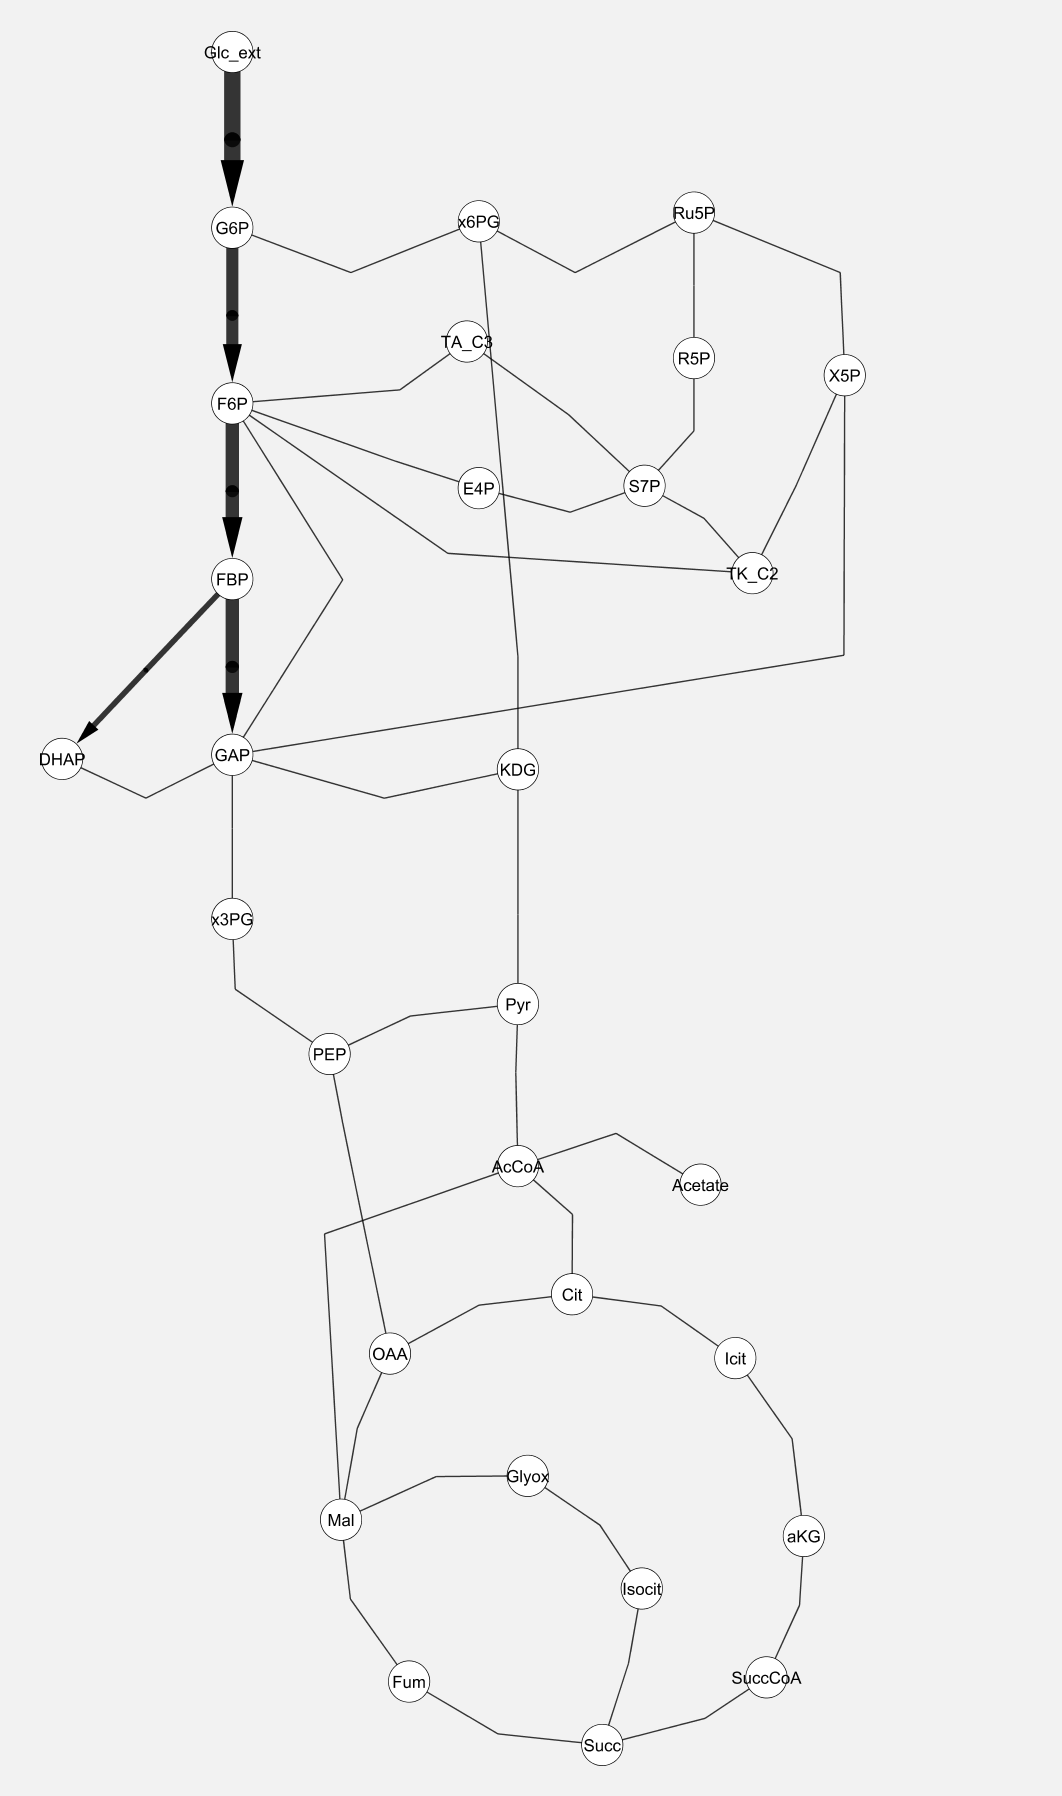 Glc_ext
G6P
x6PG
Ru5P
TA_C3
R5P
X5P
F6P
E4P
S7P
FBP
TK_C2
DHAP
GAP
KDG
x3PG
Pyr
PEP
AcCoA
Acetate
Cit
OAA
Icit
Glyox
Mal
aKG
Isocit
Fum
SuccCoA
Succ